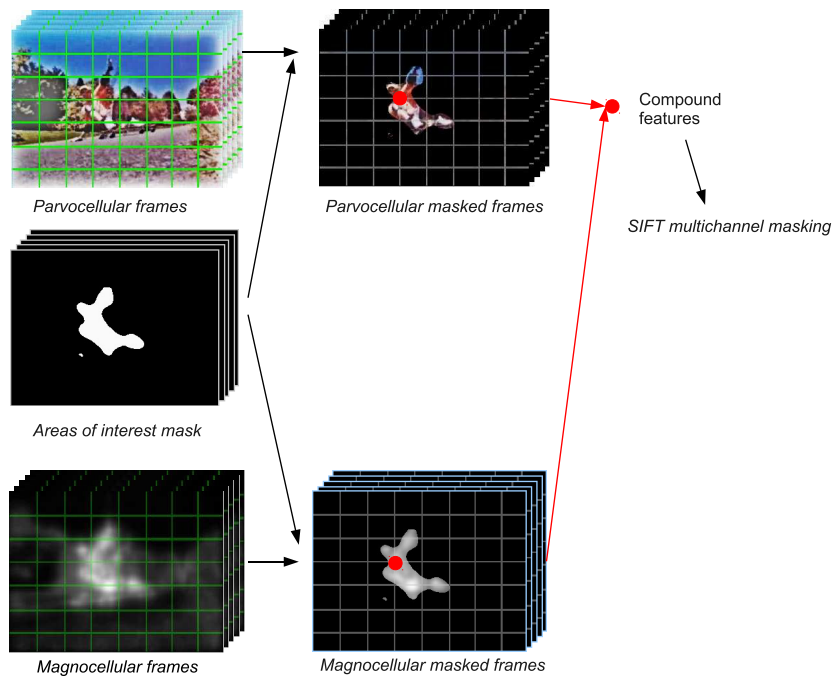 Parvocellular frames
Parvocellular masked frames
Compound
features
SIFT multichannel masking
Areas of interest mask
Magnocellular frames
Magnocellular masked frames